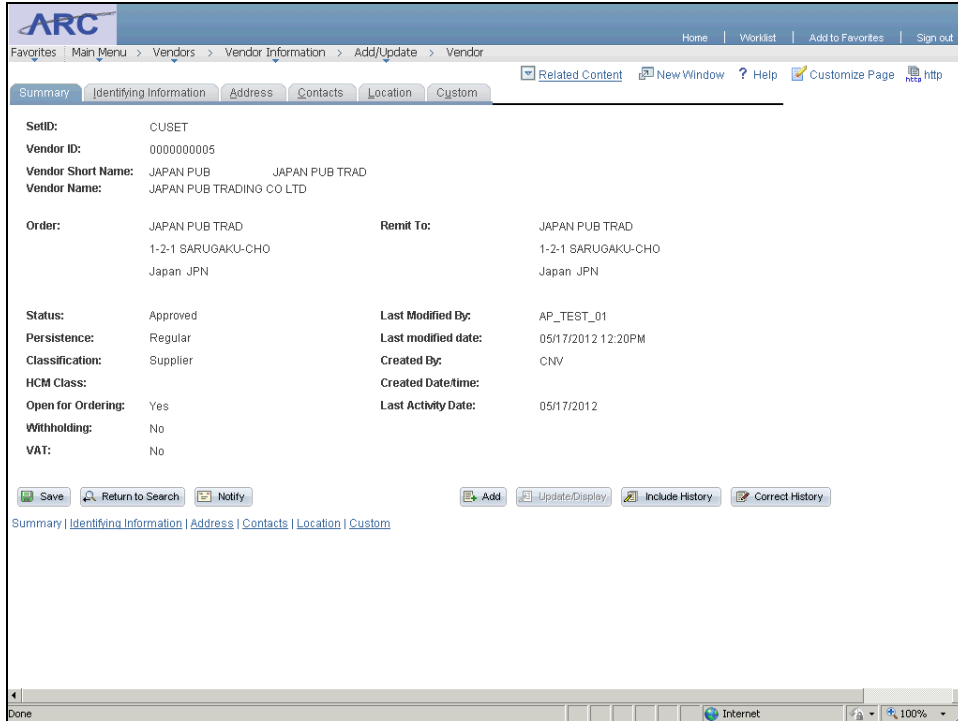 ARC
Home | Worklist | Add to Favorites | Sign out
Favorites Main Menu > Vendors > Vendor Information > Add/Update > Vendor
Related Content New Window ? Help Customize Page http
Summary Identifying Information Address Contacts Location Custom
SetID: CUSET
Vendor ID: 0000000005
Vendor Short Name: JAPAN PUB JAPAN PUB TRAD
Vendor Name: JAPAN PUB TRADING CO LTD
Order: JAPAN PUB TRAD Remit To: JAPAN PUB TRAD
1-2-1 SARUGAKU-CHO 1-2-1 SARUGAKU-CHO
Japan JPN Japan JPN
Status: Approved Last Modified By: AP_TEST_01
Persistence: Regular Last modified date: 05/17/2012 12:20PM
Classification: Supplier Created By: CNV
HCM Class: Created Date/time:
Open for Ordering: Yes Last Activity Date: 05/17/2012
Withholding: No
VAT: No
Save Return to Search Notify Add Update/Display Include History Correct History
Summary | Identifying Information | Address | Contacts | Location | Custom
Done Internet 100%